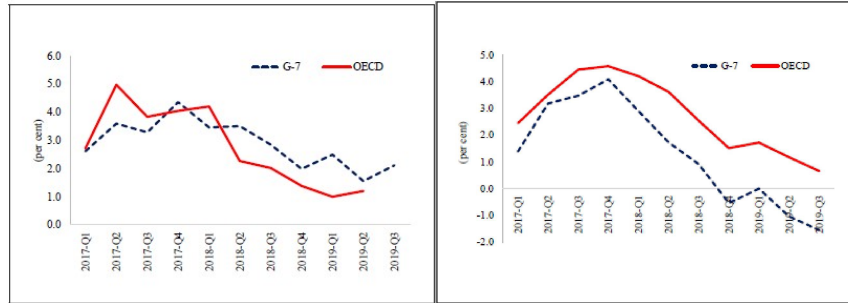 6.0
5.0
4.0
3.0
2.0
1.0
0.0
(per cent)
G-7
OECD
2017-Q1
2017-Q2
2017-Q3
2017-Q4
2018-Q1
2018-Q2
2018-Q3
2018-Q4
2019-Q1
2019-Q2
2019-Q3
5.0
4.0
3.0
2.0
1.0
0.0
-1.0
-2.0
(per cent)
G-7
OECD
2017-Q1
2017-Q2
2017-Q3
2017-Q4
2018-Q1
2018-Q2
2018-Q3
2018-Q4
2019-Q1
2019-Q2
2019-Q3